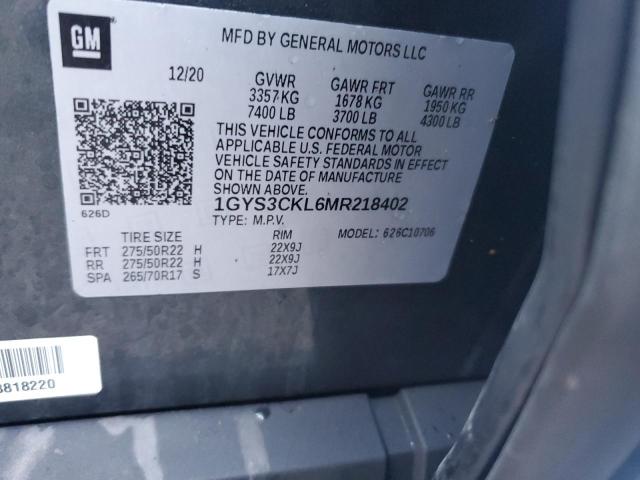 GM
MFD BY GENERAL MOTORS LLC
12/20 GVWR GAWR FRT GAWR RR
3357 KG 1678 KG 1950 KG
7400 LB 3700 LB 4300 LB
THIS VEHICLE CONFORMS TO ALL
APPLICABLE U.S. FEDERAL MOTOR
VEHICLE SAFETY STANDARDS IN EFFECT
ON THE DATE OF MANUFACTURE
SHOWN ABOVE.
626D 1GYS3CKL6MR218402
TYPE: M.P.V.
TIRE SIZE RIM MODEL: 626C10706
FRT 275/50R22 H 22X9J
RR 275/50R22 H 22X9J
SPA 265/70R17 S 17X7J
818220